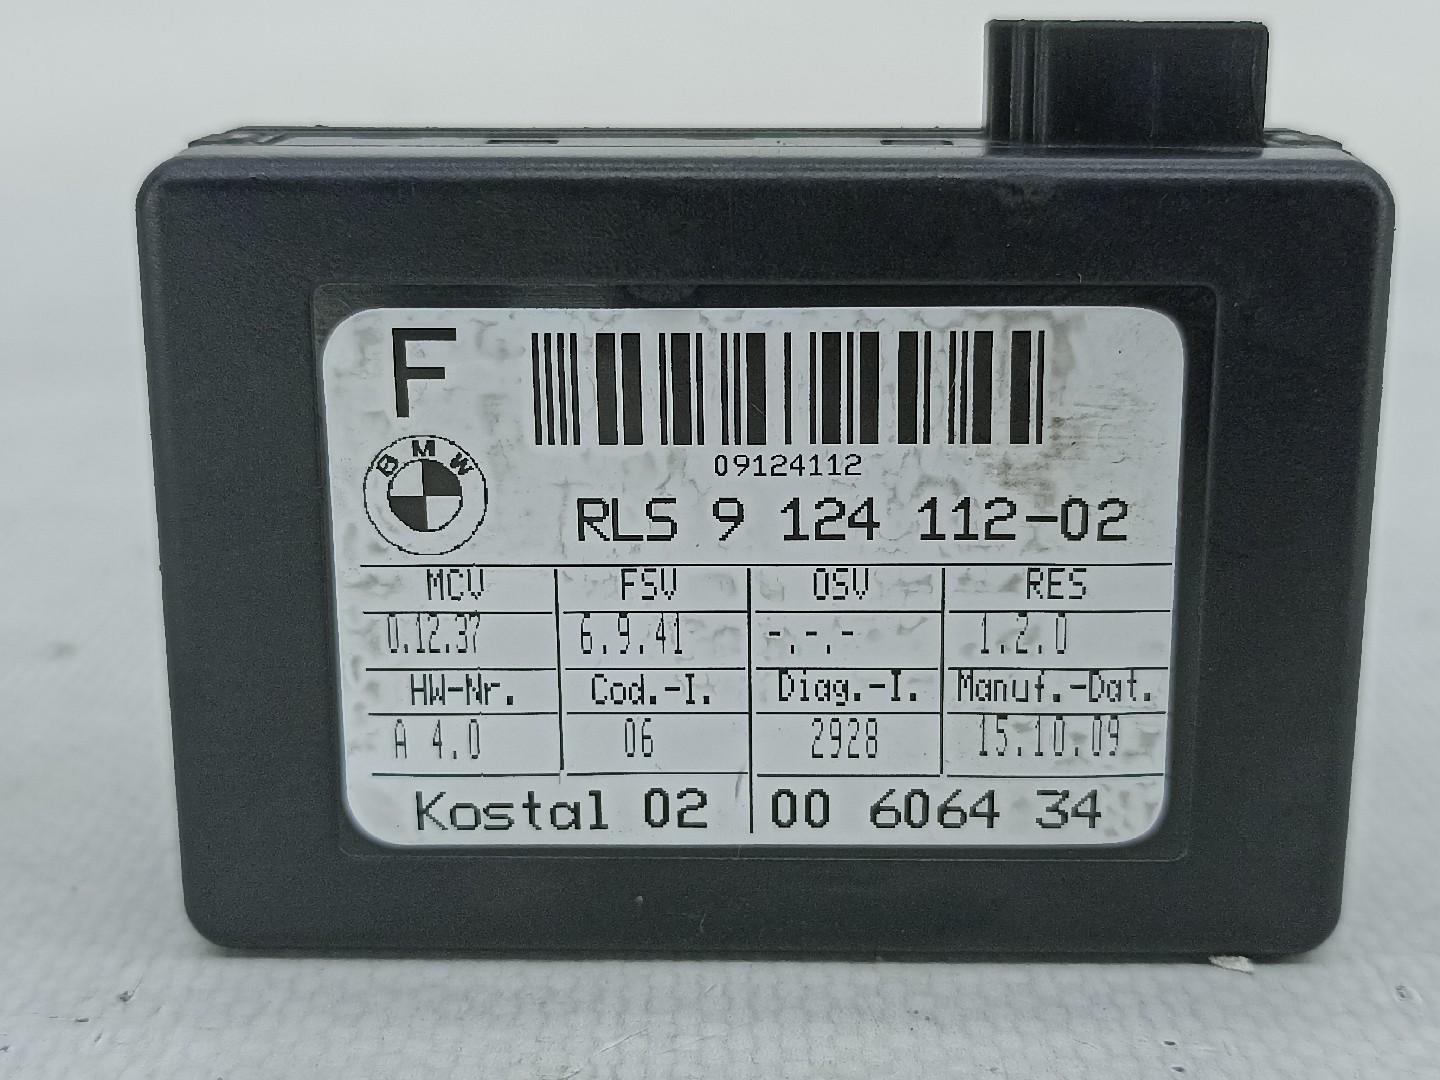 F
BMW
09124112
RLS 9 124 112-02
MCV FSV OSV RES
0.12.37 6.9.41 -.-.- 1.2.0
HW-Nr. Cod.-I. Diag.-I. Manuf.-Dat.
A 4.0 06 2928 15.10.09
Kostal 02 00 6064 34